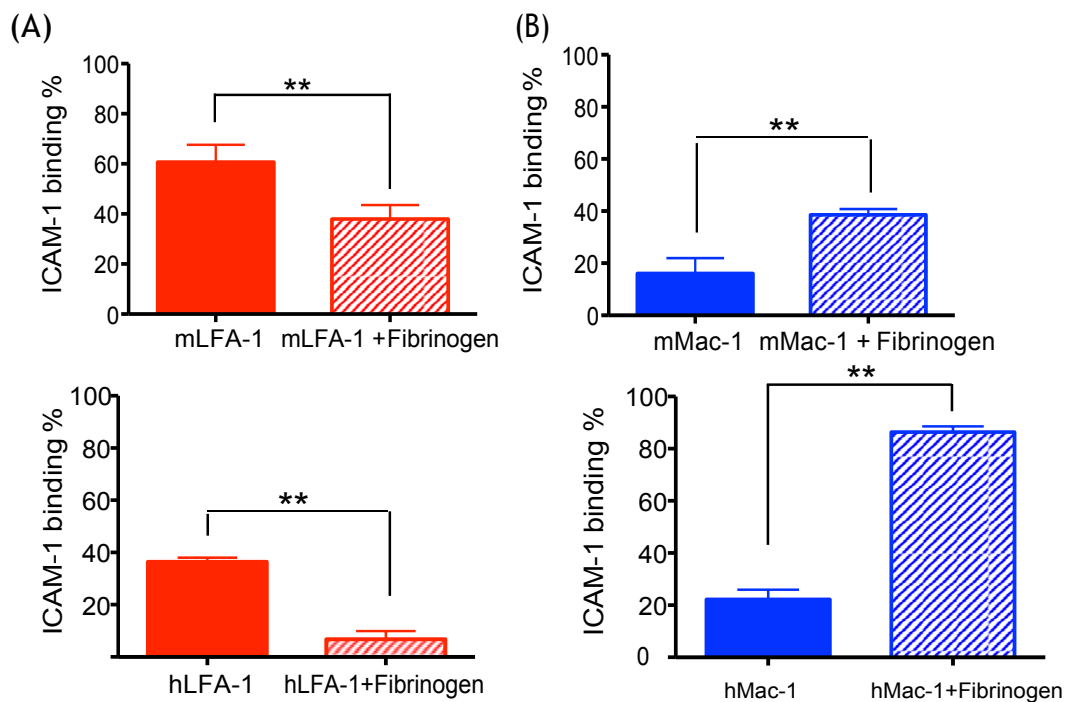 (A)
ICAM-1 binding %
100
80
60
40
20
0
**
mLFA-1
mLFA-1 +Fibrinogen
(B)
ICAM-1 binding %
100
80
60
40
20
0
**
mMac-1
mMac-1 + Fibrinogen
ICAM-1 binding %
100
80
60
40
20
**
hLFA-1
hLFA-1+Fibrinogen
ICAM-1 binding %
100
80
60
40
20
0
**
hMac-1
hMac-1+Fibrinogen